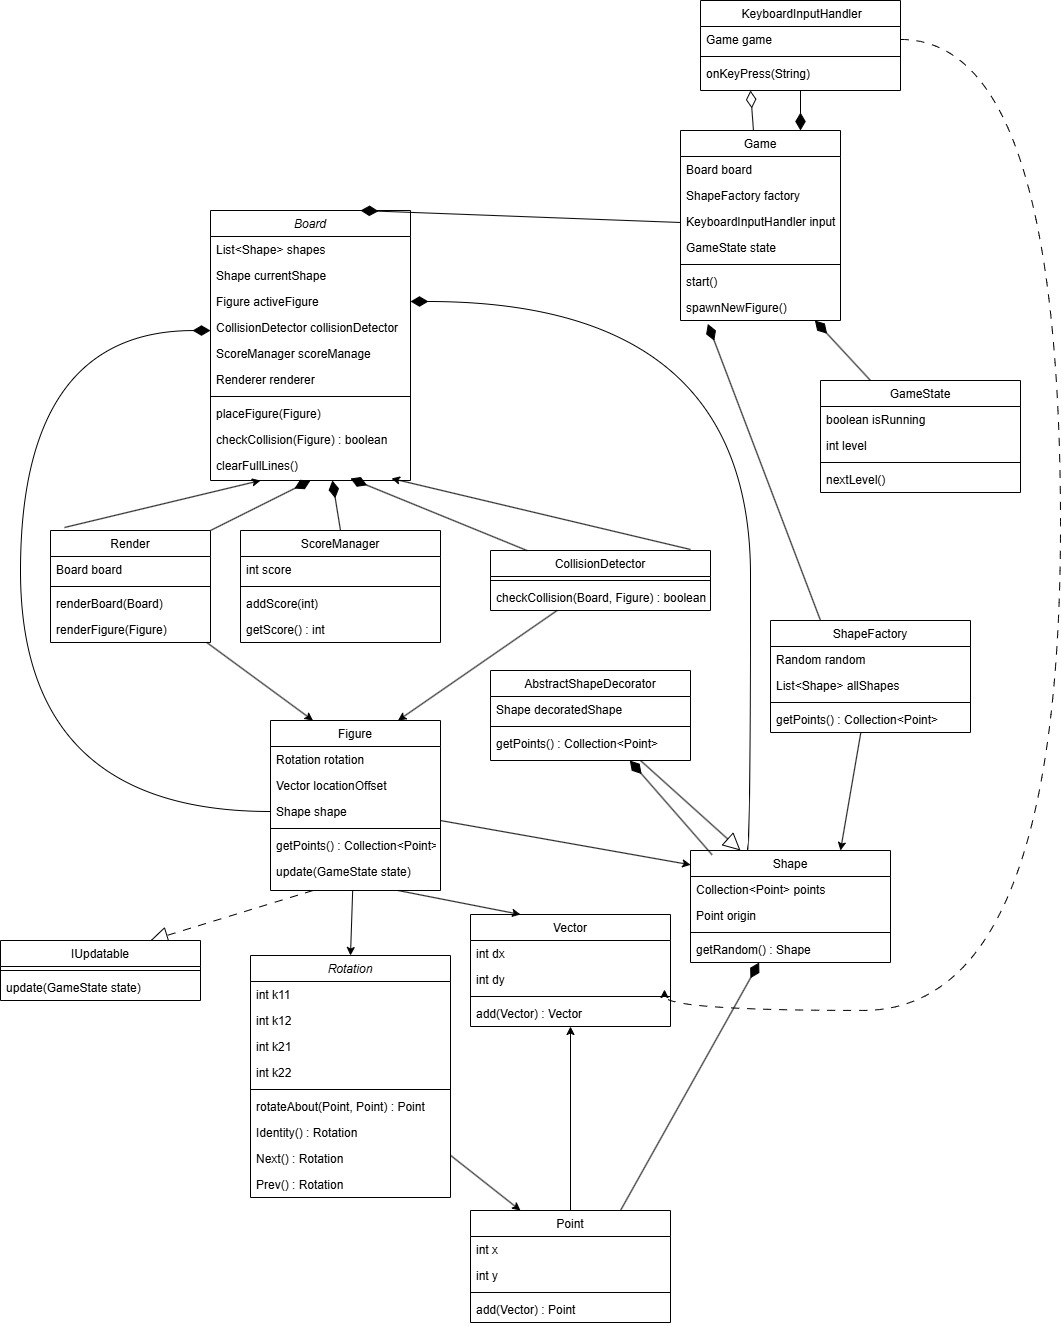 KeyboardInputHandler
Game game
onKeyPress(String)
Game
Board board
ShapeFactory factory
KeyboardInputHandler input
GameState state
start()
spawnNewFigure()
Board
List<Shape> shapes
Shape currentShape
Figure activeFigure
CollisionDetector collisionDetector
ScoreManager scoreManage
Renderer renderer
placeFigure(Figure)
checkCollision(Figure) : boolean
clearFullLines()
GameState
boolean isRunning
int level
nextLevel()
Render
Board board
renderBoard(Board)
renderFigure(Figure)
ScoreManager
int score
addScore(int)
getScore() : int
CollisionDetector
checkCollision(Board, Figure) : boolean
ShapeFactory
Random random
List<Shape> allShapes
getPoints() : Collection<Point>
AbstractShapeDecorator
Shape decoratedShape
getPoints() : Collection<Point>
Figure
Rotation rotation
Vector locationOffset
Shape shape
getPoints() : Collection<Point>
update(GameState state)
Shape
Collection<Point> points
Point origin
getRandom() : Shape
IUpdatable
update(GameState state)
Vector
int dx
int dy
add(Vector) : Vector
Rotation
int k11
int k12
int k21
int k22
rotateAbout(Point, Point) : Point
Identity() : Rotation
Next() : Rotation
Prev() : Rotation
Point
int x
int y
add(Vector) : Point